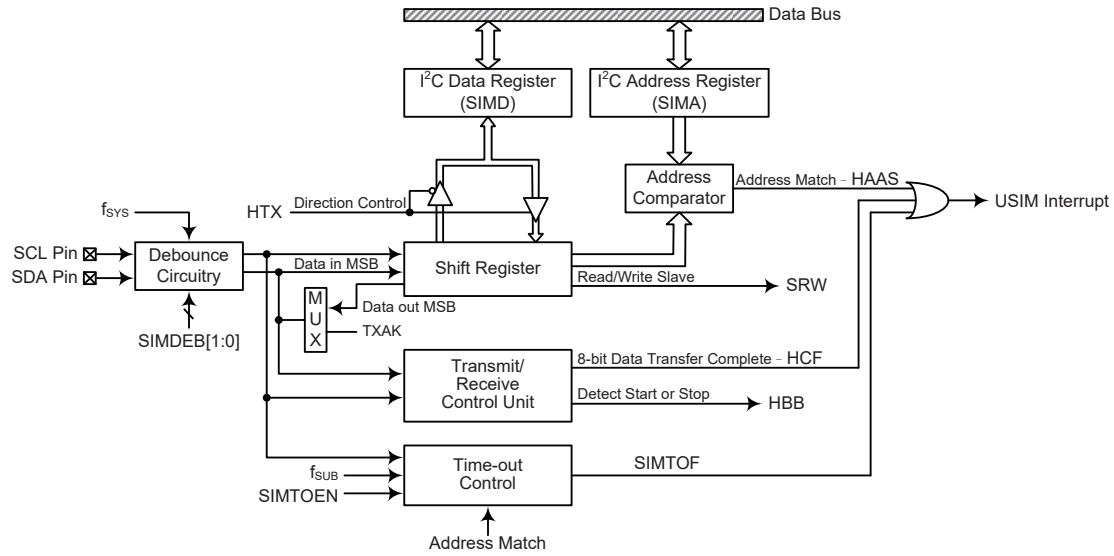 Data Bus
I²C Data Register
(SIMD)
I²C Address Register
(SIMA)
Address
Comparator
Address Match - HAAS
USIM Interrupt
HTX
Direction Control
fSYS
SCL Pin
SDA Pin
Debounce
Circuitry
Data in MSB
Shift Register
Read/Write Slave
SRW
SIMDEB[1:0]
M
U
X
Data out MSB
TXAK
Transmit/
Receive
Control Unit
8-bit Data Transfer Complete - HCF
Detect Start or Stop
HBB
fSUB
SIMTOEN
Time-out
Control
SIMTOF
Address Match